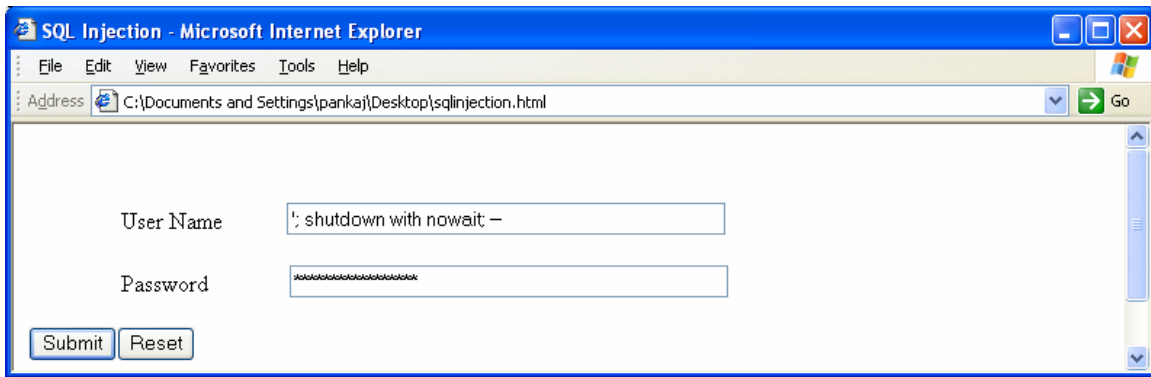 SQL Injection - Microsoft Internet Explorer
File Edit View Favorites Tools Help
Address C:\Documents and Settings\pankaj\Desktop\sqlinjection.html Go
User Name '; shutdown with nowait; --
Password ********************
Submit Reset